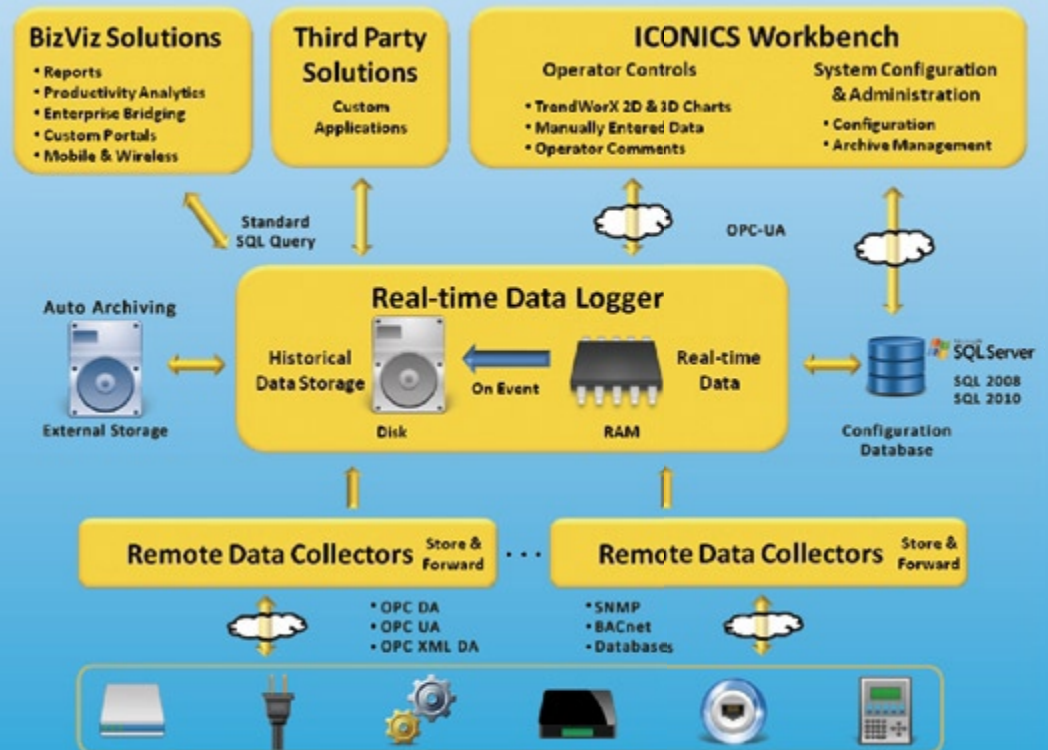 BizViz Solutions
• Reports
• Productivity Analytics
• Enterprise Bridging
• Custom Portals
• Mobile & Wireless
Third Party
Solutions
Custom
Applications
ICONICS Workbench
Operator Controls
• TrendWorX 2D & 3D Charts
• Manually Entered Data
• Operator Comments
System Configuration
& Administration
• Configuration
• Archive Management
Standard
SQL Query
OPC-UA
Auto Archiving
External Storage
Real-time Data Logger
Historical
Data Storage
Disk
On Event
RAM
Real-time
Data
Microsoft
SQL Server
SQL 2008
SQL 2010
Configuration
Database
Remote Data Collectors
Store &
Forward
...
Remote Data Collectors
Store &
Forward
• OPC DA
• OPC UA
• OPC XML DA
• SNMP
• BACnet
• Databases